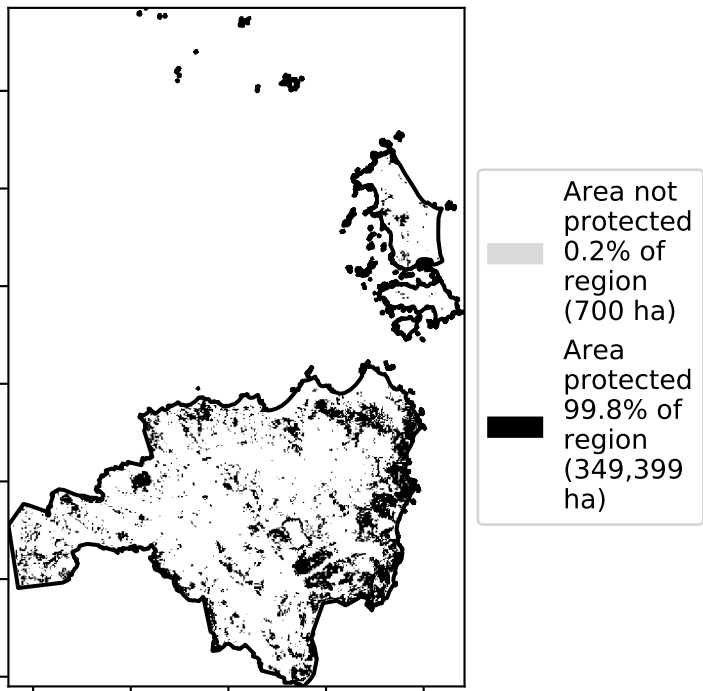 Area not
protected
0.2% of
region
(700 ha)
Area
protected
99.8% of
region
(349,399
ha)